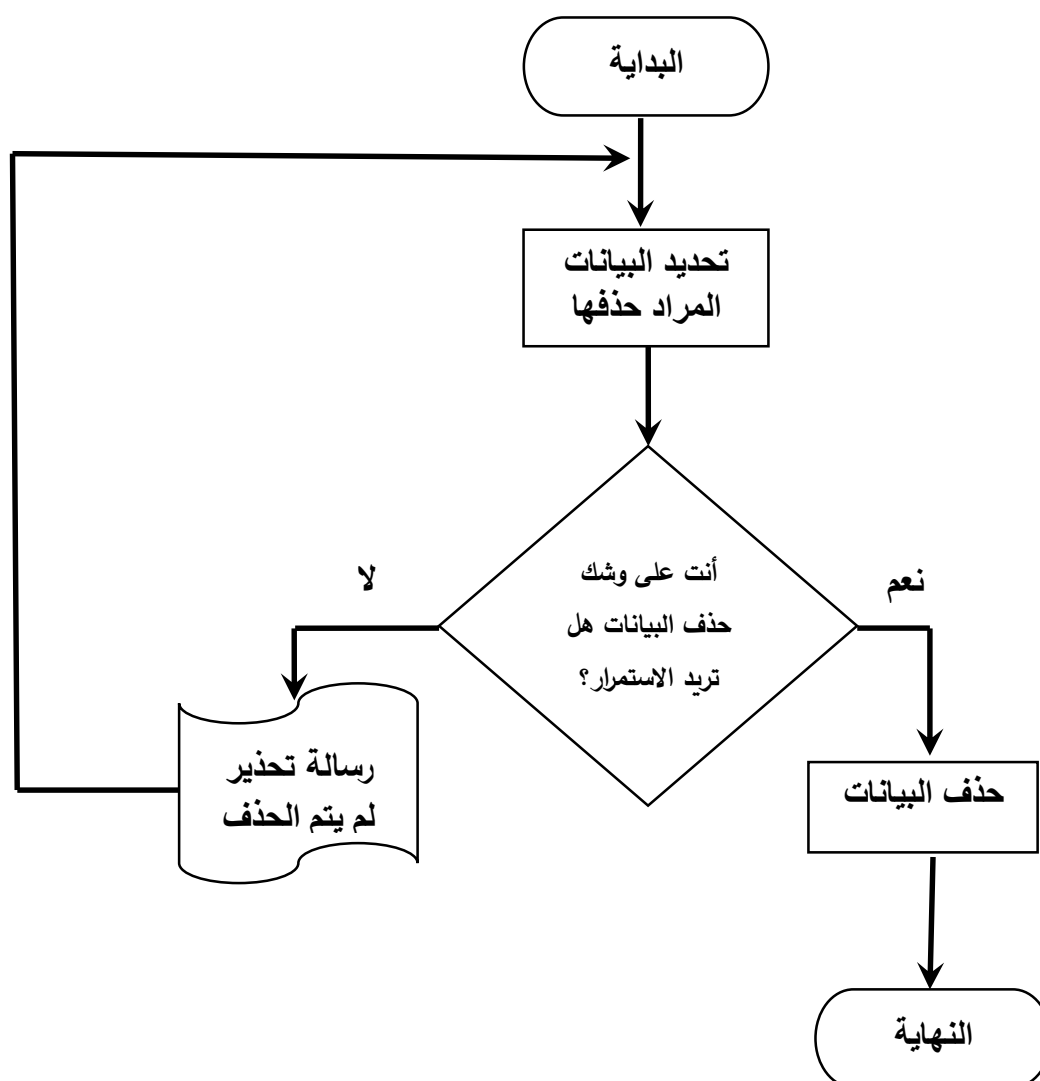 البداية
تحديد البيانات
المراد حذفها
أنت على وشك
حذف البيانات هل
تريد الاستمرار؟
نعم
لا
رسالة تحذير
لم يتم الحذف
حذف البيانات
النهاية